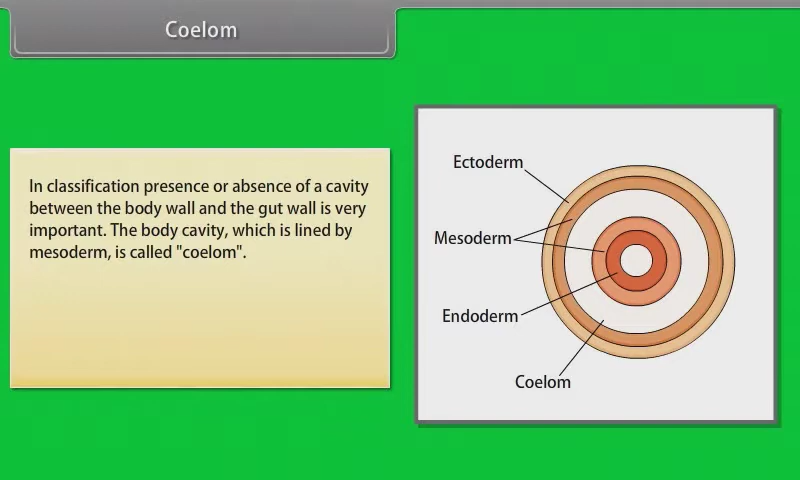 Coelom
In classification presence or absence of a cavity
between the body wall and the gut wall is very
important. The body cavity, which is lined by
mesoderm, is called "coelom".
Ectoderm
Mesoderm
Endoderm
Coelom